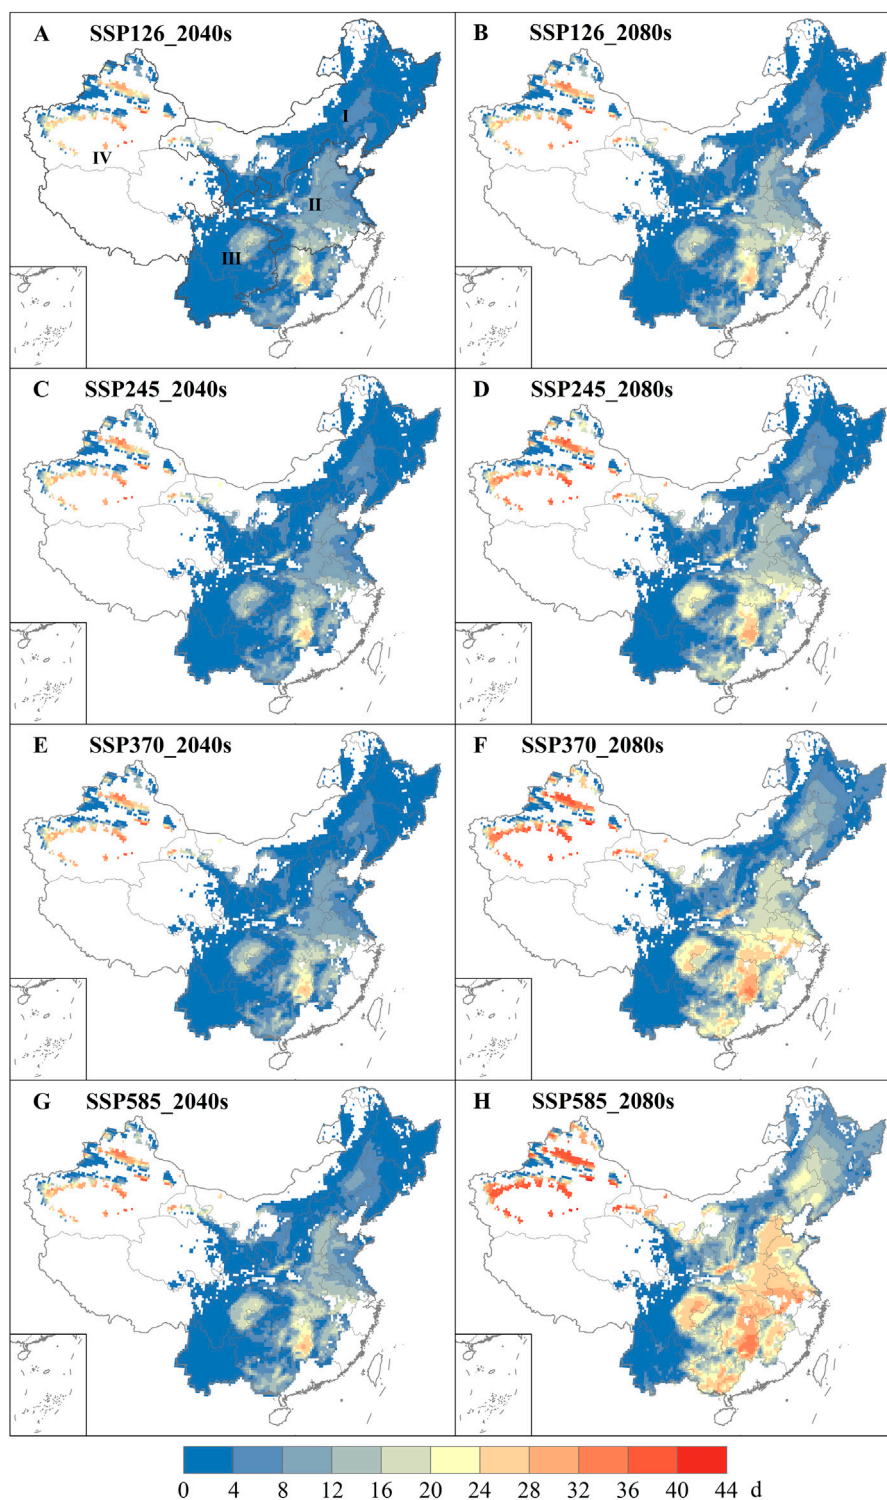 A SSP126_2040s
B SSP126_2080s
I
IV
II
III
C SSP245_2040s
D SSP245_2080s
E SSP370_2040s
F SSP370_2080s
G SSP585_2040s
H SSP585_2080s
0 4 8 12 16 20 24 28 32 36 40 44 d